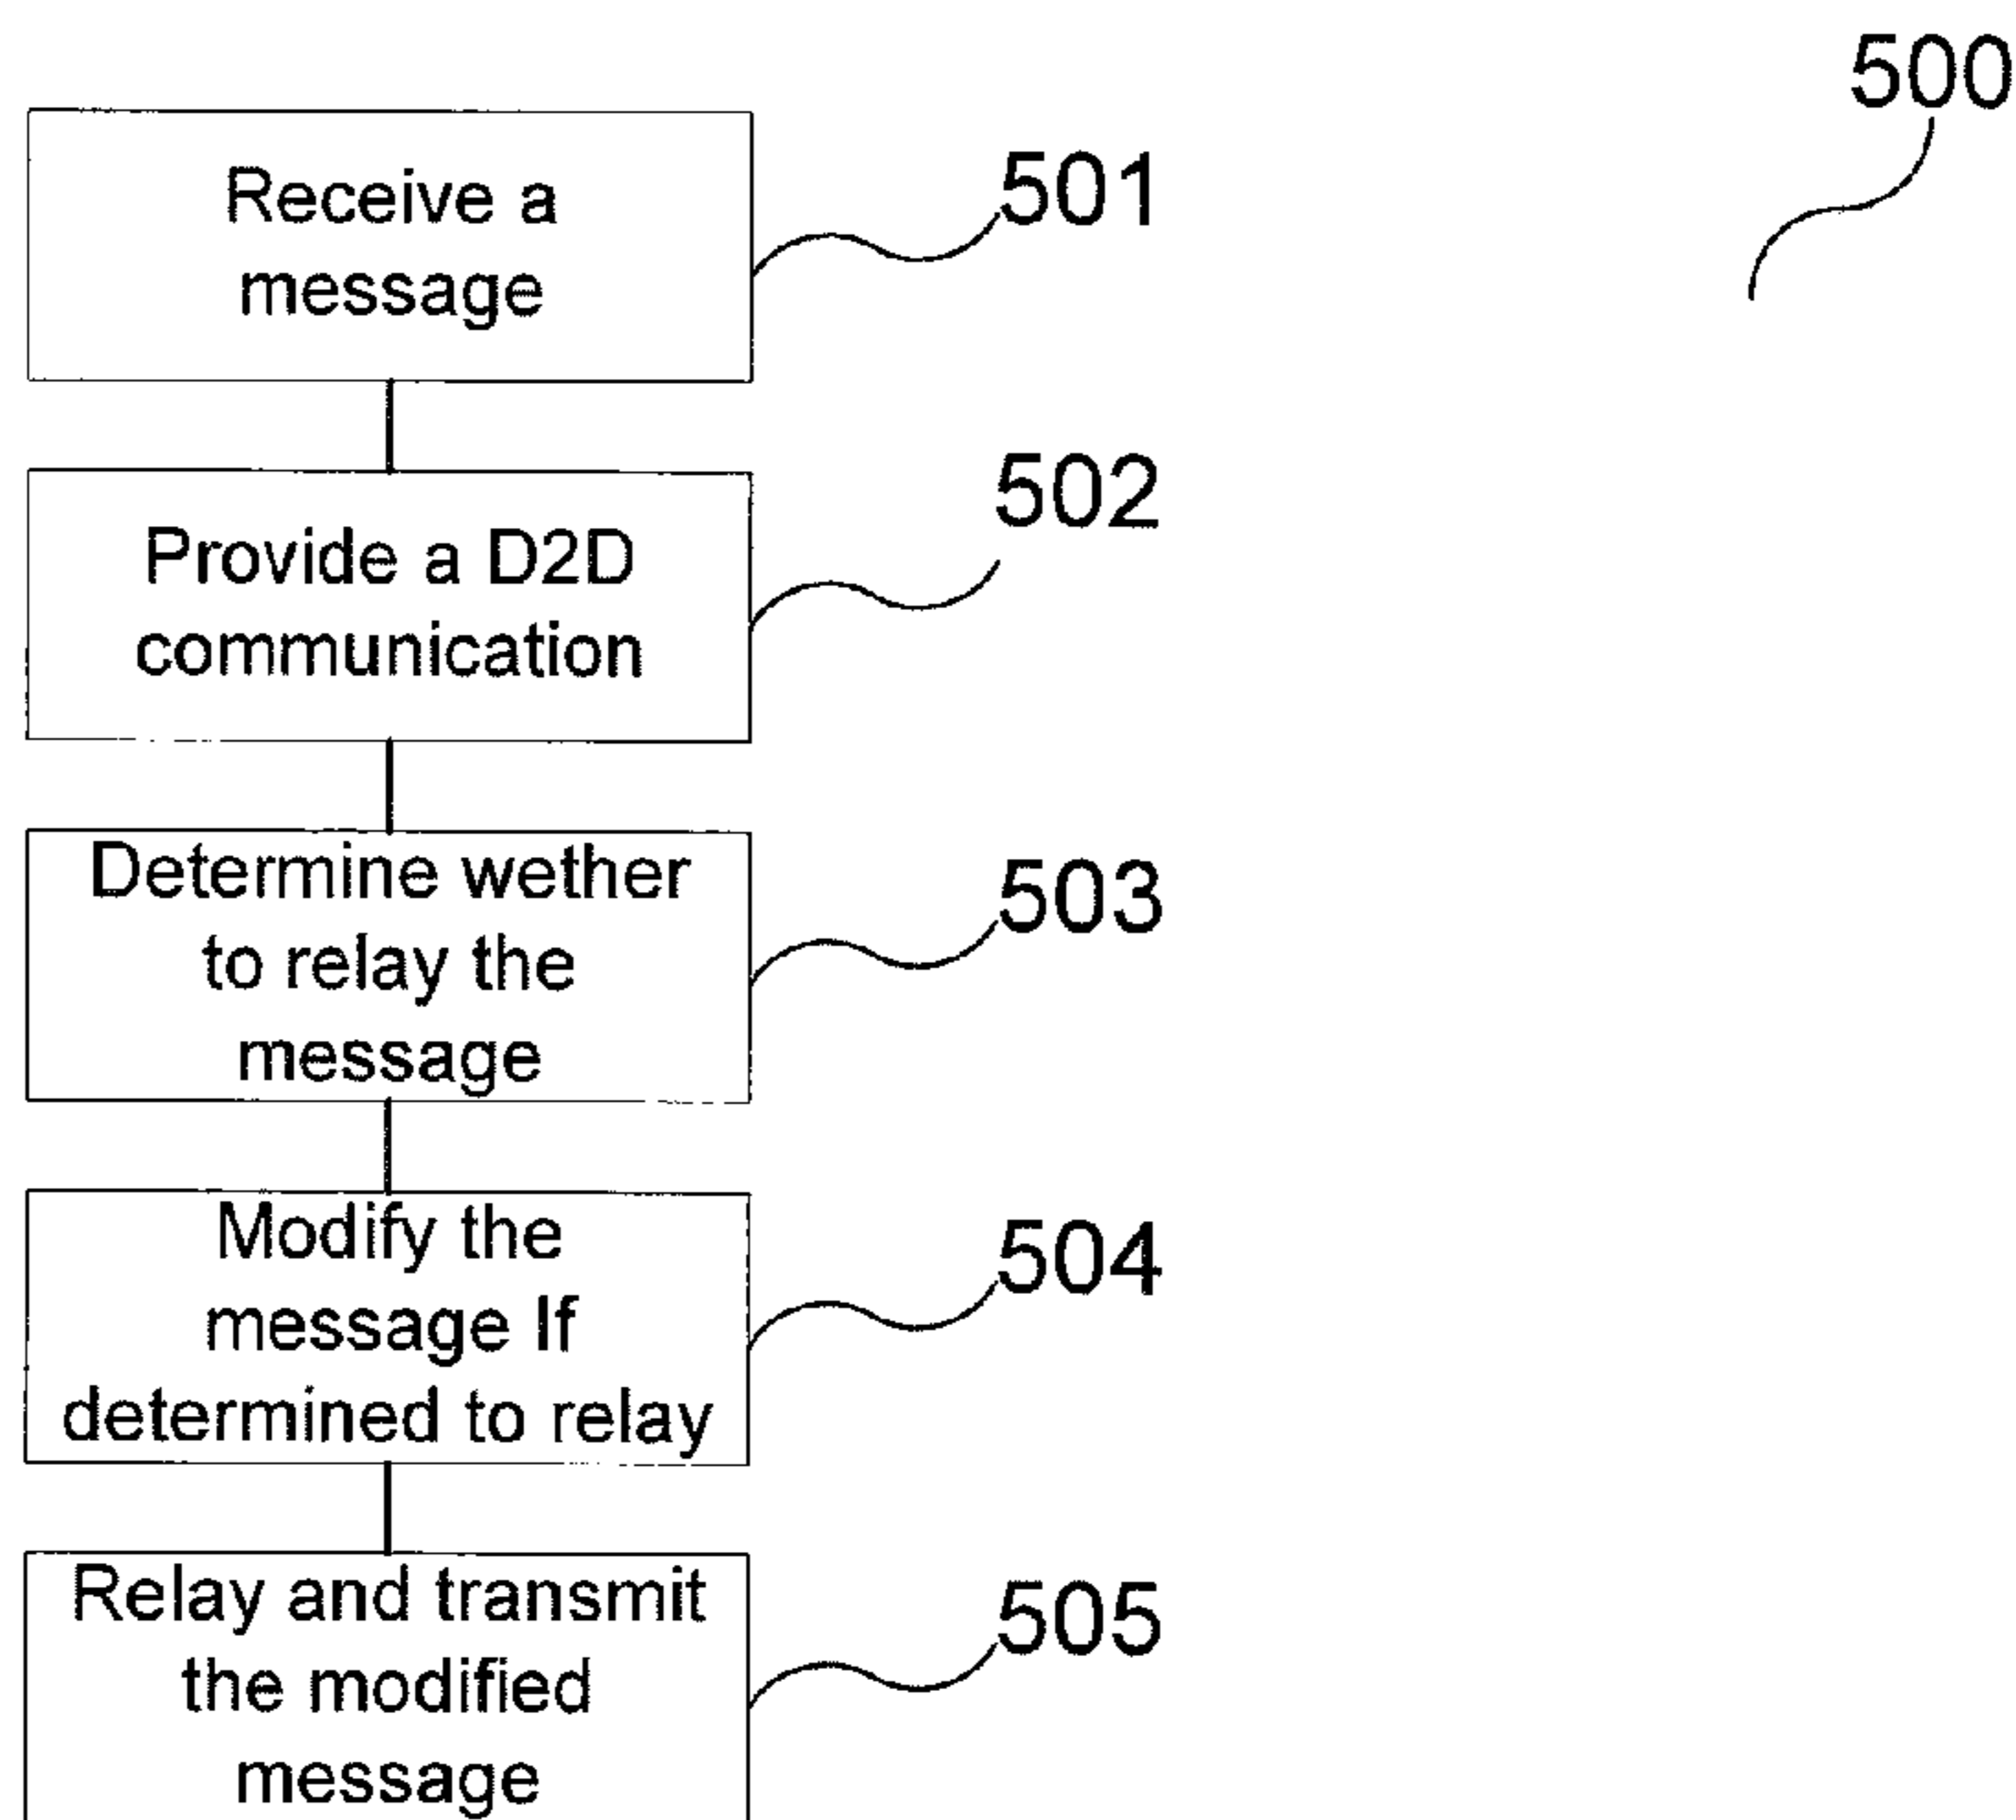 500
Receive a
message
501
Provide a D2D
communication
502
Determine wether
to relay the
message
503
Modify the
message If
determined to relay
504
Relay and transmit
the modified
message
505